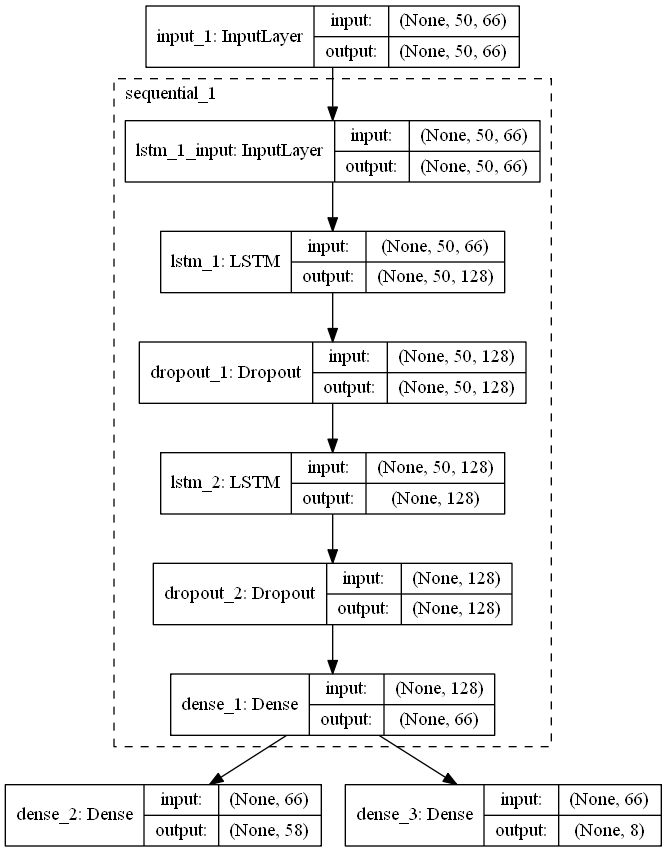 input_1: InputLayer input: (None, 50, 66)
output: (None, 50, 66)
sequential_1
lstm_1_input: InputLayer input: (None, 50, 66)
output: (None, 50, 66)
lstm_1: LSTM input: (None, 50, 66)
output: (None, 50, 128)
dropout_1: Dropout input: (None, 50, 128)
output: (None, 50, 128)
lstm_2: LSTM input: (None, 50, 128)
output: (None, 128)
dropout_2: Dropout input: (None, 128)
output: (None, 128)
dense_1: Dense input: (None, 128)
output: (None, 66)
dense_2: Dense input: (None, 66)
output: (None, 58)
dense_3: Dense input: (None, 66)
output: (None, 8)